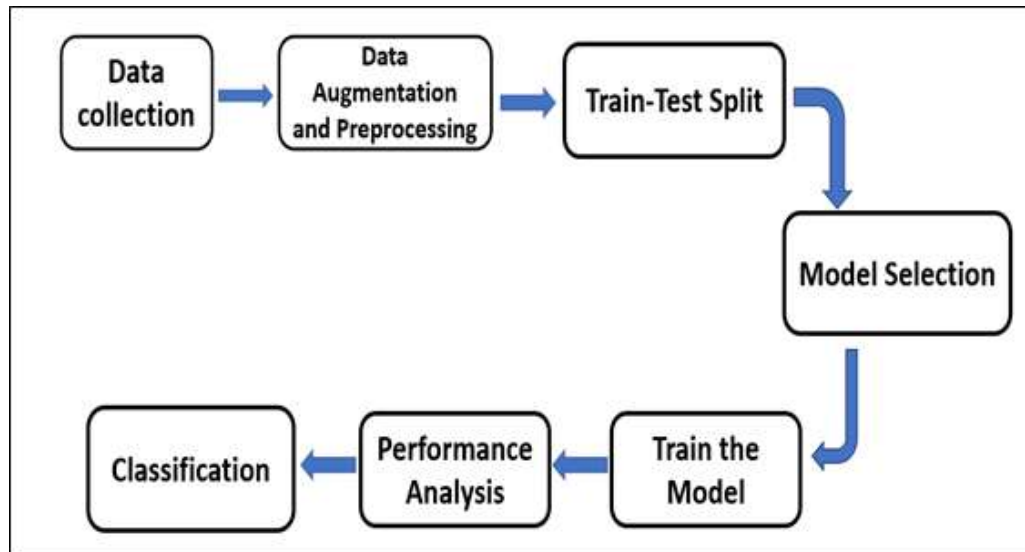 Data
collection
Data
Augmentation
and Preprocessing
Train-Test Split
Model Selection
Train the
Model
Performance
Analysis
Classification